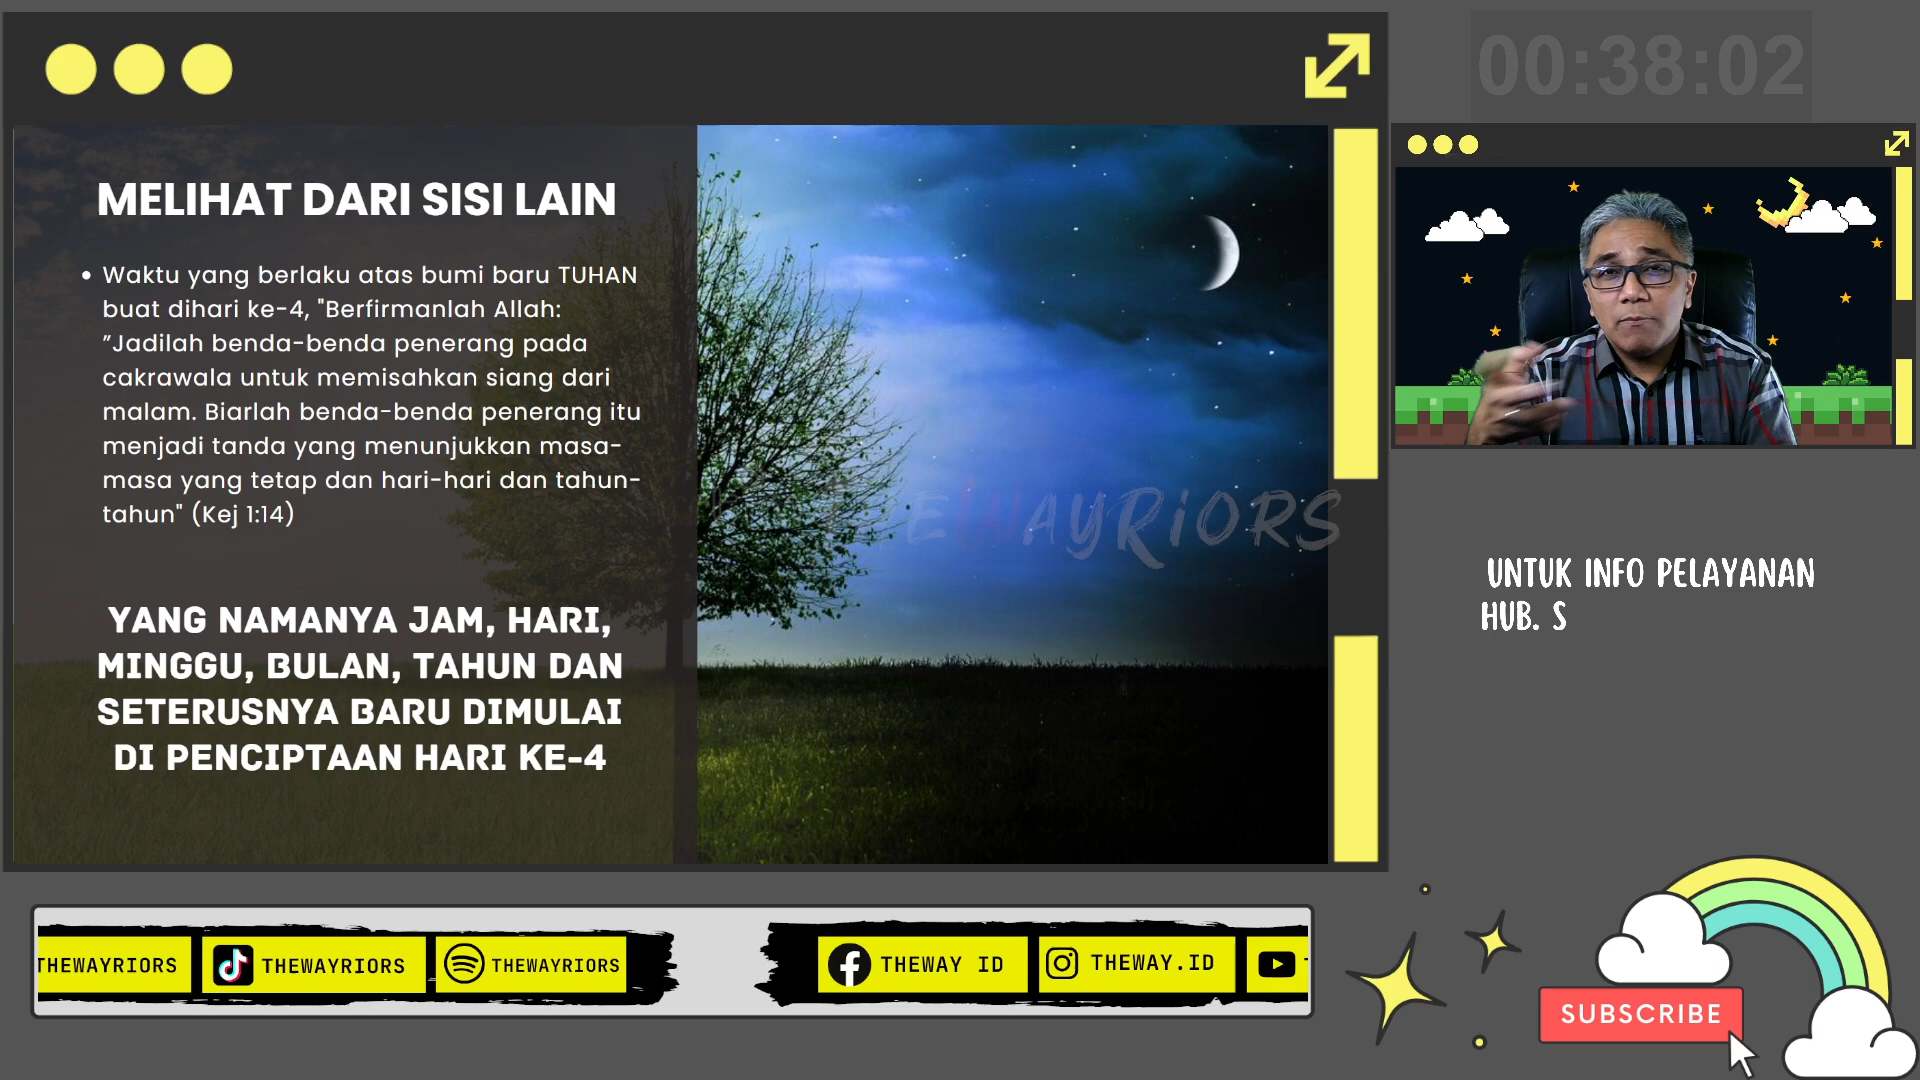 00:38:02
MELIHAT DARI SISI LAIN
• Waktu yang berlaku atas bumi baru TUHAN
buat dihari ke-4, "Berfirmanlah Allah:
”Jadilah benda-benda penerang pada
cakrawala untuk memisahkan siang dari
malam. Biarlah benda-benda penerang itu
menjadi tanda yang menunjukkan masa-
masa yang tetap dan hari-hari dan tahun-
tahun" (Kej 1:14)
YANG NAMANYA JAM, HARI,
MINGGU, BULAN, TAHUN DAN
SETERUSNYA BARU DIMULAI
DI PENCIPTAAN HARI KE-4
THEWAYRIORS
UNTUK INFO PELAYANAN
HUB. S
THEWAYRIORS
THEWAYRIORS
THEWAYRIORS
THEWAY ID
THEWAY.ID
SUBSCRIBE